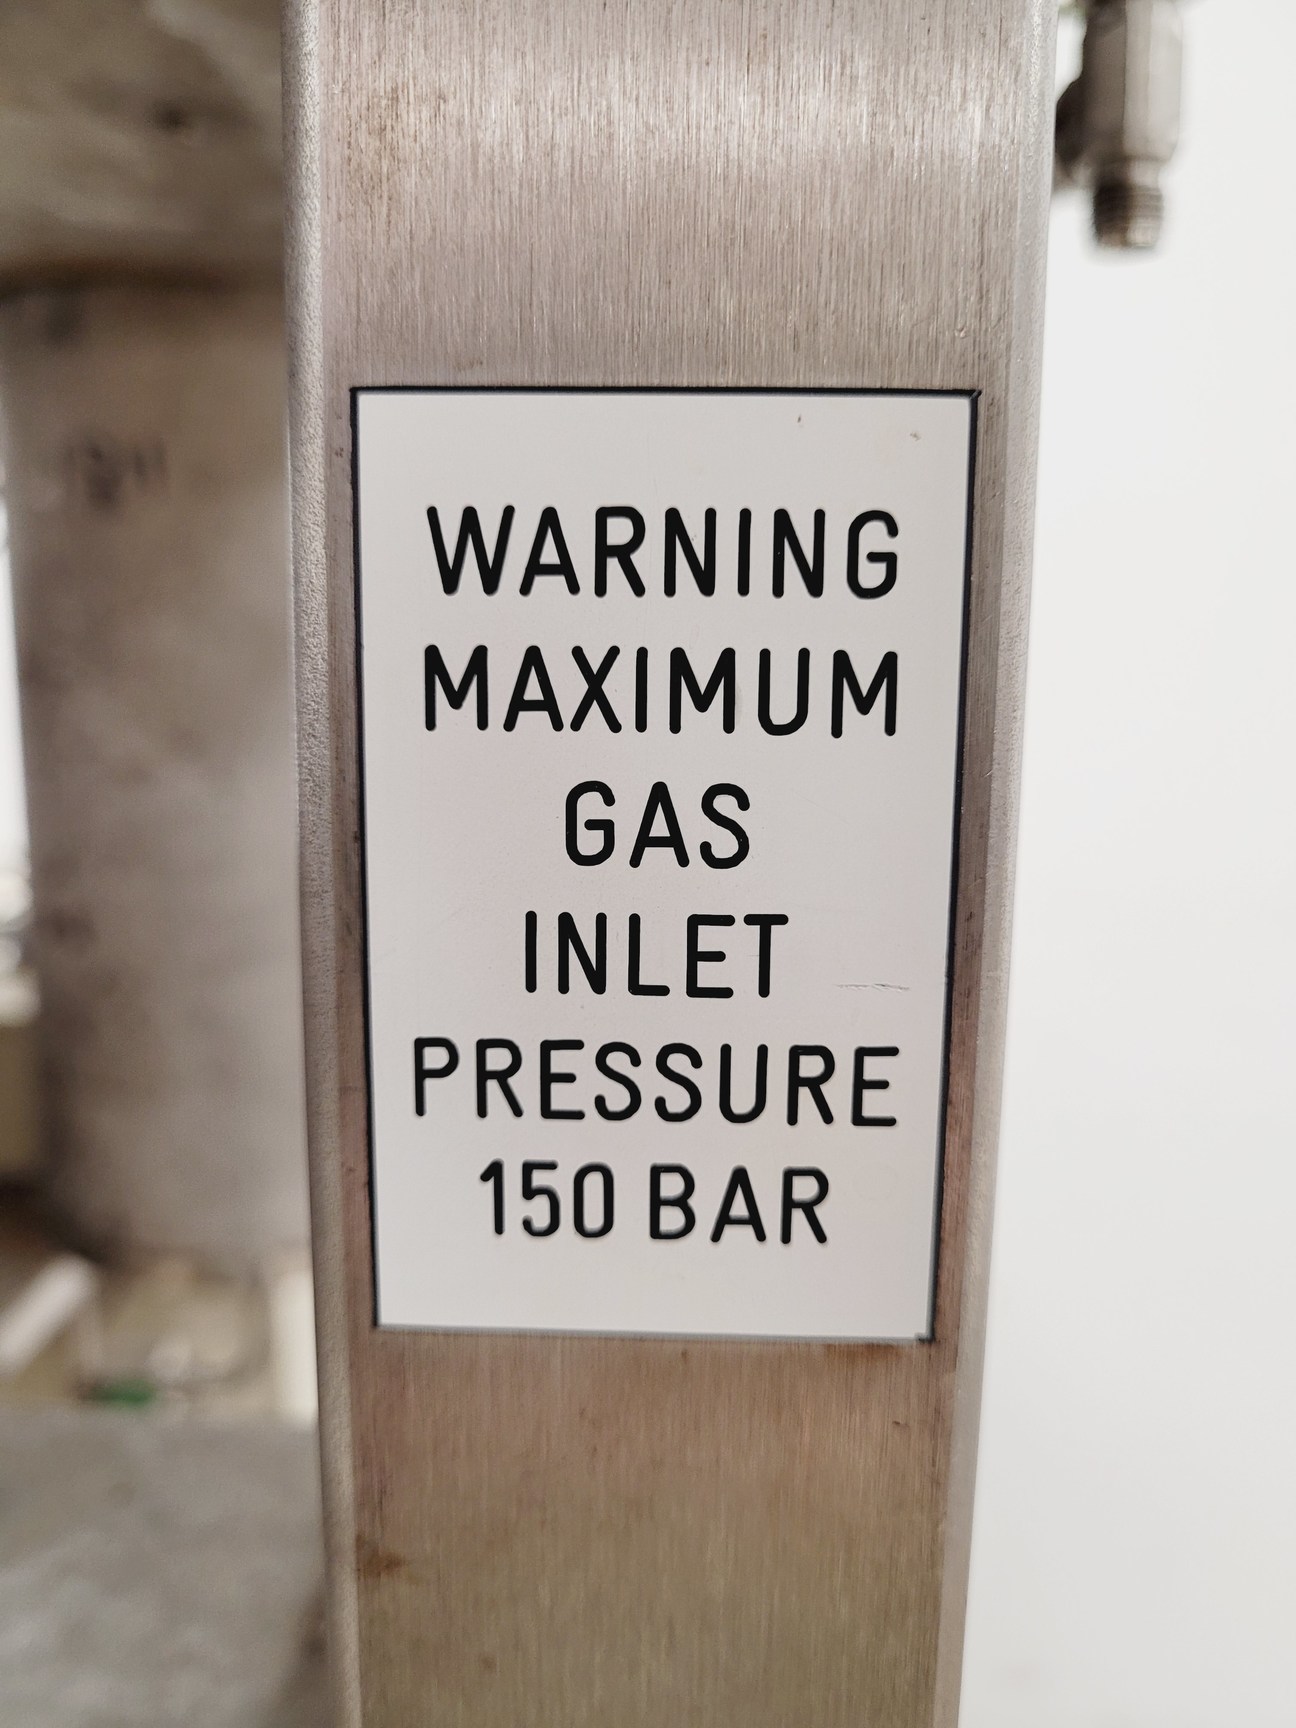 WARNING
MAXIMUM
GAS
INLET
PRESSURE
150 BAR